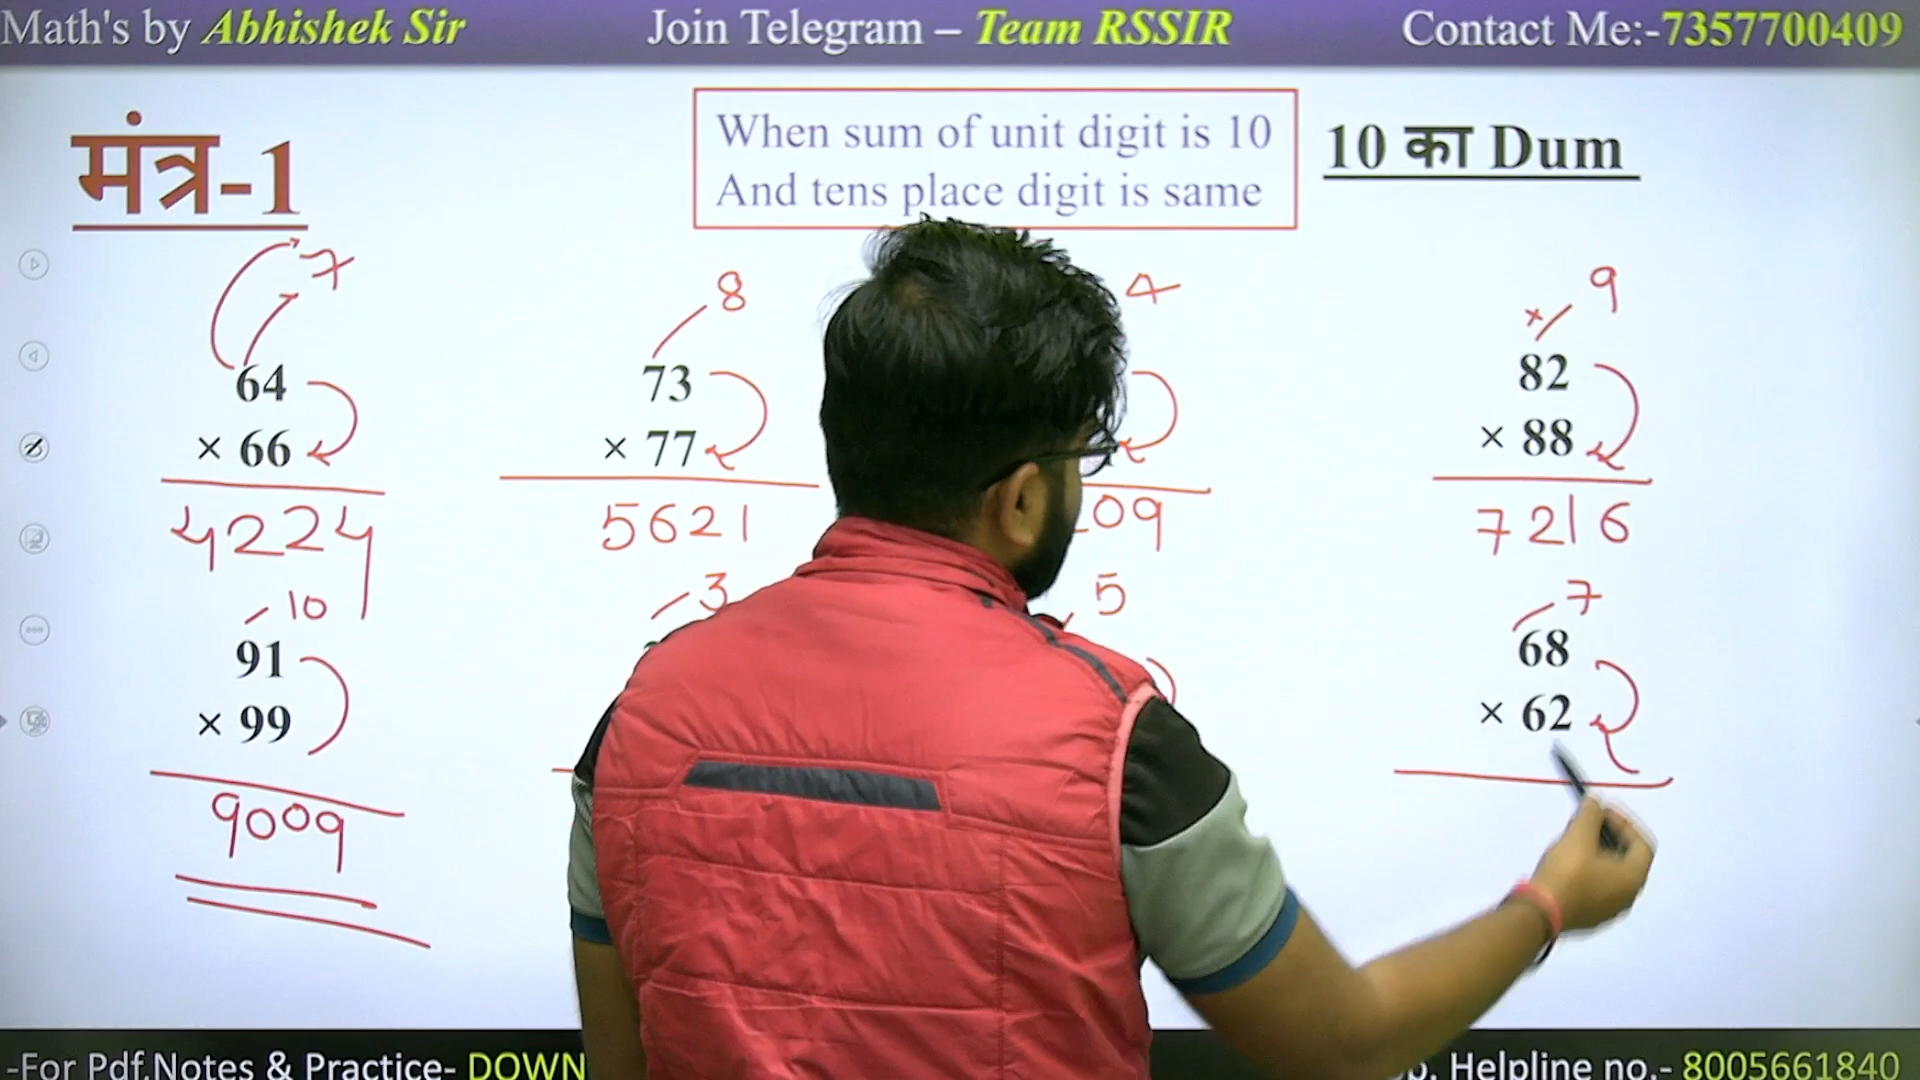 Math's by Abhishek Sir
Join Telegram – Team RSSIR
Contact Me:-7357700409
मंत्र-1
When sum of unit digit is 10
And tens place digit is same
10 का Dum
7
64
× 66
4224
8
73
× 77
5621
4
09
× 9
82
× 88
7216
10
91
× 99
9009
3
5
7
68
× 62
-For Pdf,Notes & Practice- DOWN
Helpline no.- 8005661840